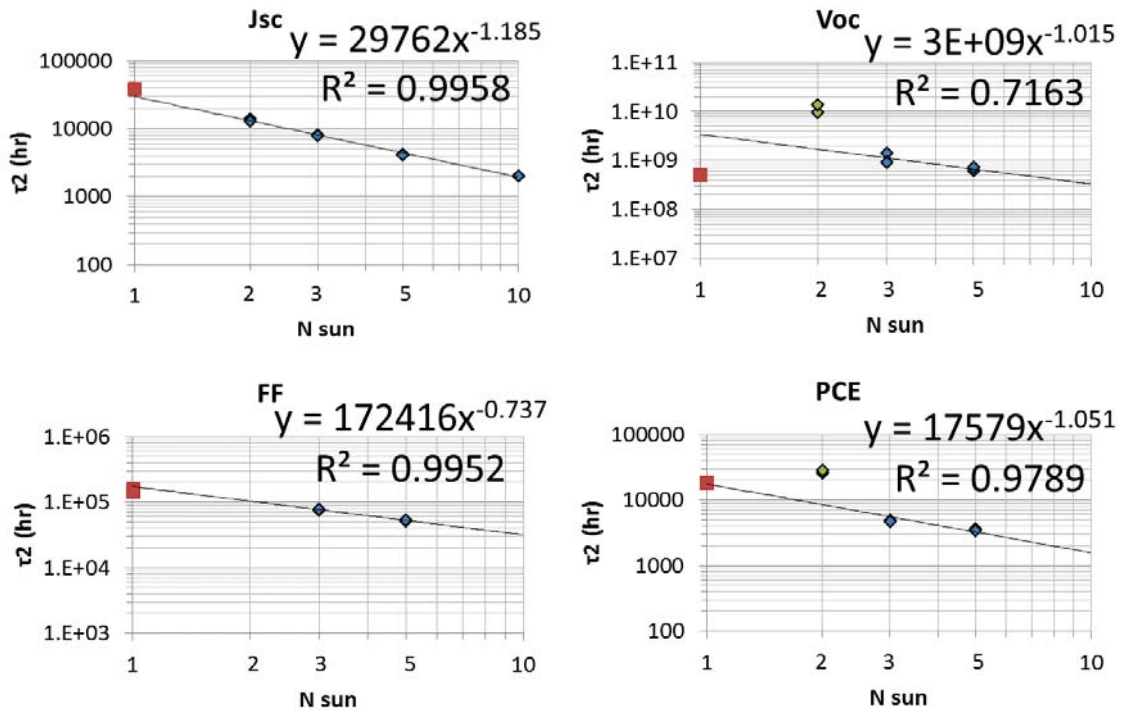 Jsc
y = 29762x^-1.185
R² = 0.9958
100000
10000
1000
100
τ2 (hr)
1 2 3 5 10
N sun
Voc
y = 3E+09x^-1.015
R² = 0.7163
1.E+11
1.E+10
1.E+09
1.E+08
1.E+07
τ2 (hr)
1 2 3 5 10
N sun
FF
y = 172416x^-0.737
R² = 0.9952
1.E+06
1.E+05
1.E+04
1.E+03
τ2 (hr)
1 2 3 5 10
N sun
PCE
y = 17579x^-1.051
R² = 0.9789
100000
10000
1000
100
τ2 (hr)
1 2 3 5 10
N sun